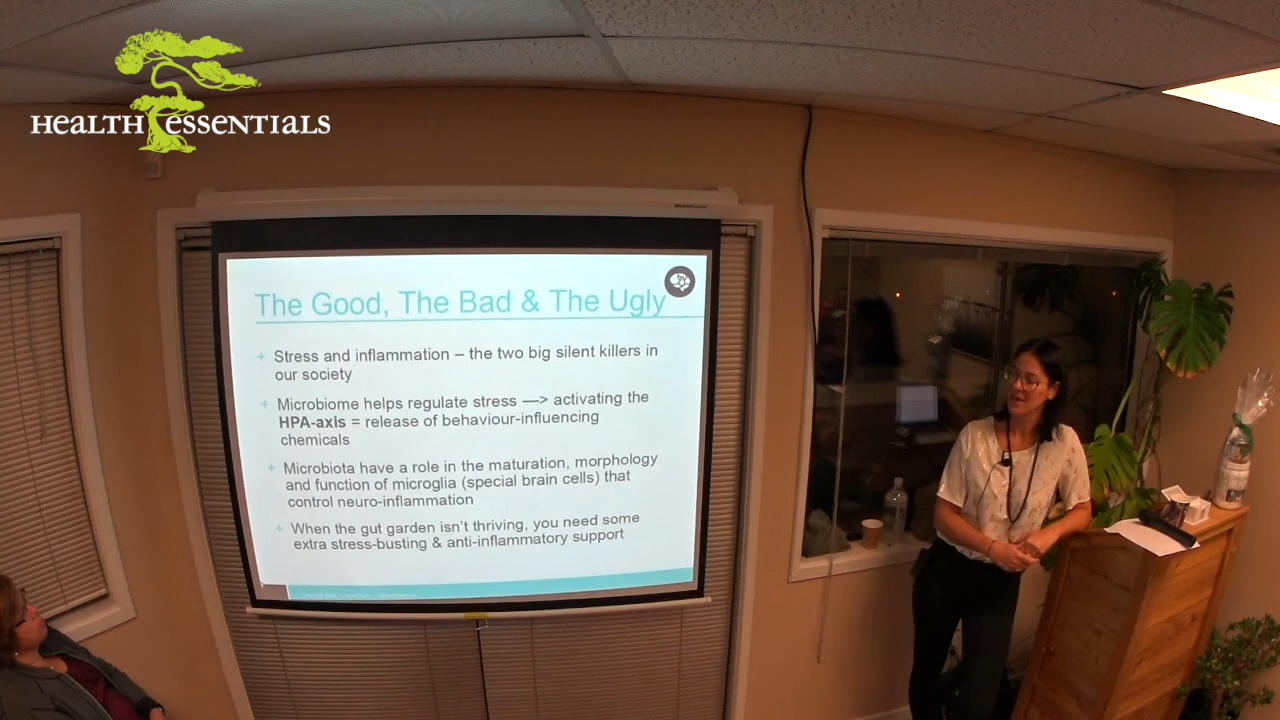 HEALTH ESSENTIALS
The Good, The Bad & The Ugly
+ Stress and inflammation – the two big silent killers in
our society
+ Microbiome helps regulate stress —> activating the
HPA-axis = release of behaviour-influencing
chemicals
+ Microbiota have a role in the maturation, morphology
and function of microglia (special brain cells) that
control neuro-inflammation
+ When the gut garden isn't thriving, you need some
extra stress-busting & anti-inflammatory support